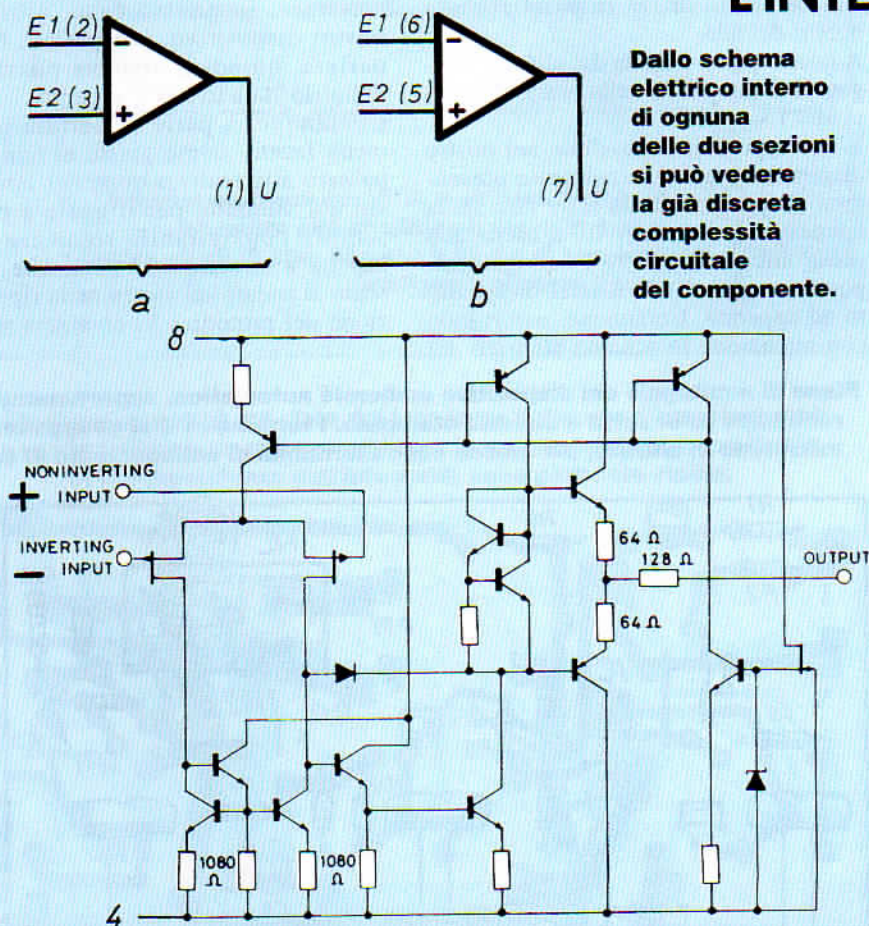 E1(2)
E2(3)
(1) U
a
E1(6)
E2(5)
(7) U
b
Dallo schema
elettrico interno
di ognuna
delle due sezioni
si può vedere
la già discreta
complessità
circuitale
del componente.
8
+ NONINVERTING
INPUT
INVERTING
- INPUT
64 Ω
128 Ω
OUTPUT
64 Ω
1080
Ω
1080
Ω
4